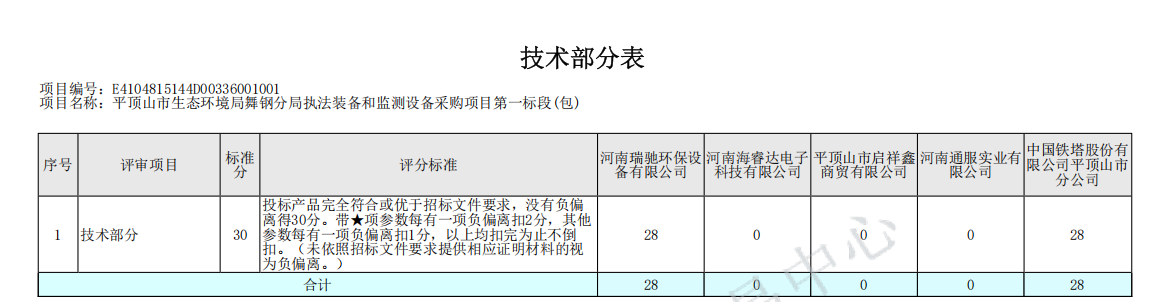 技术部分表
项目编号：E4104815144D00336001001
项目名称：平顶山市生态环境局舞钢分局执法装备和监测设备采购项目第一标段(包)
序号 评审项目 标准分 评分标准 河南瑞驰环保设备有限公司 河南海睿达电子科技有限公司 平顶山市启祥鑫商贸有限公司 河南通服实业有限公司 中国铁塔股份有限公司平顶山市分公司
1 技术部分 30 投标产品完全符合或优于招标文件要求，没有负偏
离得30分。带★项参数每有一项负偏离扣2分，其他
参数每有一项负偏离扣1分，以上均扣完为止不倒
扣。（未依照招标文件要求提供相应证明材料的视
为负偏离。） 28 0 0 0 28
合计 28 0 0 0 28
中心